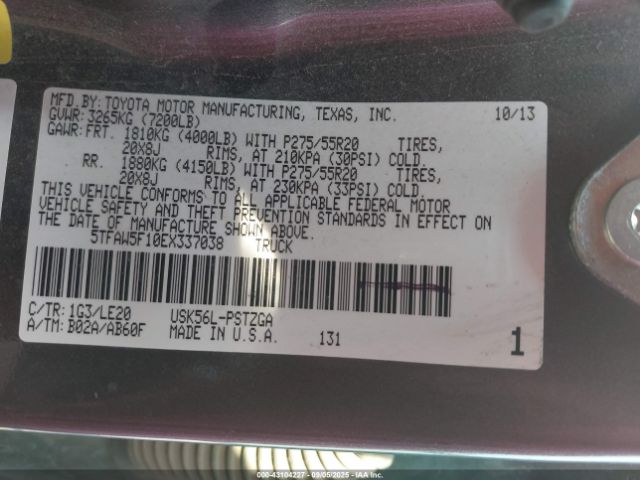 MFD.BY: TOYOTA MOTOR MANUFACTURING, TEXAS, INC. 10/13
GVWR: 3265KG (7200LB)
GAWR: FRT. 1810KG (4000LB) WITH P275/55R20 TIRES,
20X8J RIMS, AT 210KPA (30PSI) COLD.
RR. 1880KG (4150LB) WITH P275/55R20 TIRES,
20X8J RIMS, AT 230KPA (33PSI) COLD.
THIS VEHICLE CONFORMS TO ALL APPLICABLE FEDERAL MOTOR
VEHICLE SAFETY AND THEFT PREVENTION STANDARDS IN EFFECT ON
THE DATE OF MANUFACTURE SHOWN ABOVE.
5TFAW5F10EX337038 TRUCK
C/TR: 1G3/LE20 USK56L-PSTZGA
A/TM: B02A/AB60F MADE IN U.S.A. 131 1
000-43104227 - 09/05/2025 - IAA Inc.